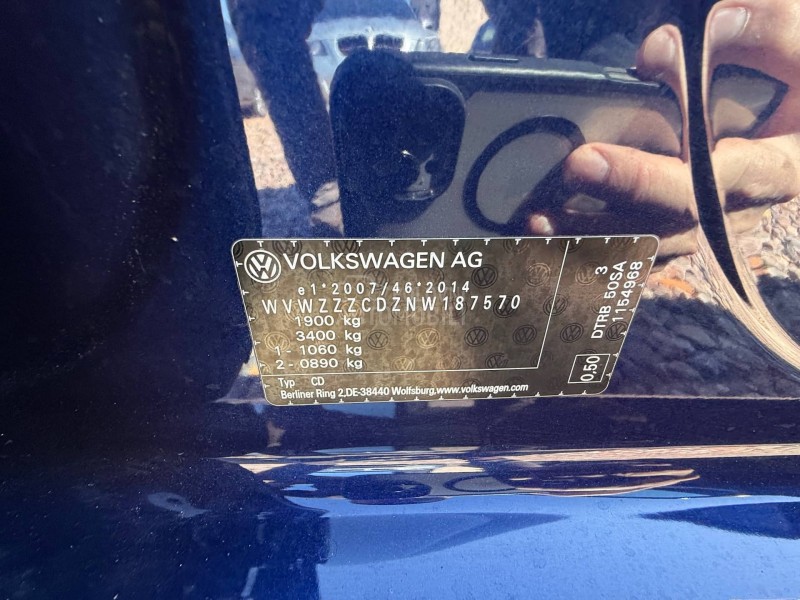 VOLKSWAGEN AG
e1*2007/46*2014
WVWZZZCDZNW187570
1900 kg
3400 kg
1 - 1060 kg
2 - 0890 kg
Typ CD
Berliner Ring 2,DE-38440 Wolfsburg.www.volkswagen.com
3
DTRB 50SA
1154968
0,50